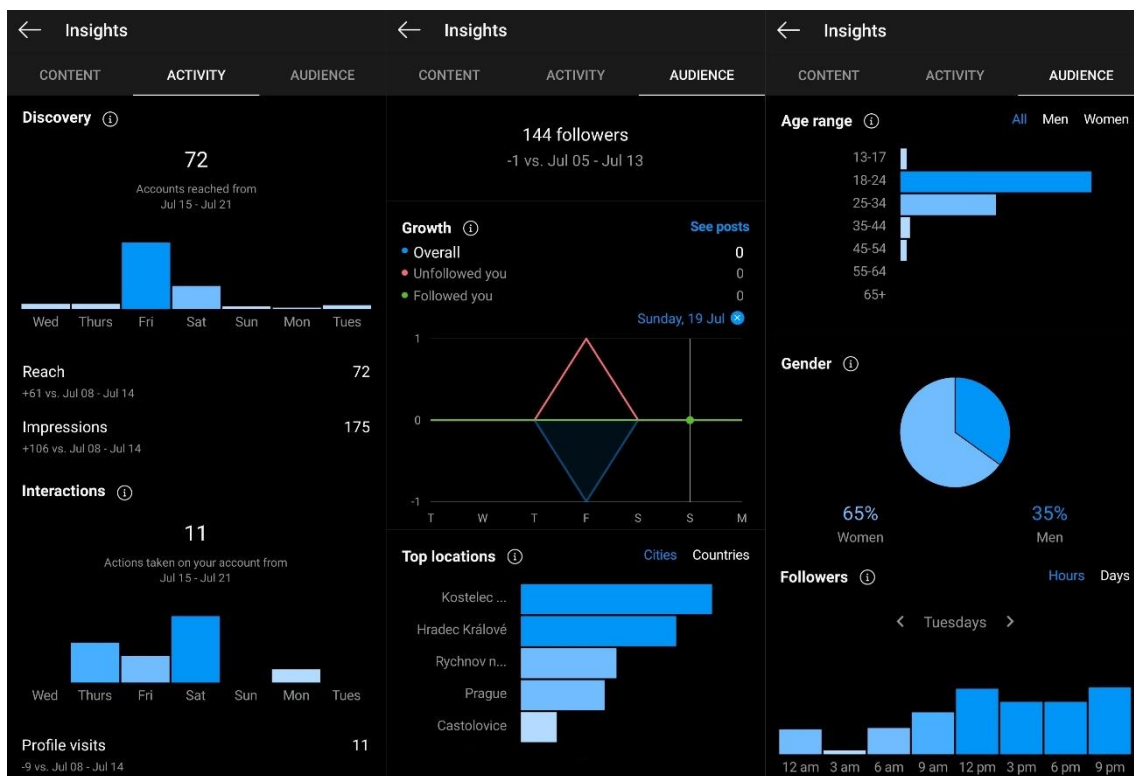 Insights
CONTENT ACTIVITY AUDIENCE
Discovery
72
Accounts reached from
Jul 15 - Jul 21
Wed Thurs Fri Sat Sun Mon Tues
Reach 72
+61 vs. Jul 08 - Jul 14
Impressions 175
+106 vs. Jul 08 - Jul 14
Interactions
11
Actions taken on your account from
Jul 15 - Jul 21
Wed Thurs Fri Sat Sun Mon Tues
Profile visits 11
-9 vs. Jul 08 - Jul 14
Insights
CONTENT ACTIVITY AUDIENCE
144 followers
-1 vs. Jul 05 - Jul 13
Growth See posts
Overall 0
Unfollowed you 0
Followed you 0
Sunday, 19 Jul
1
0
-1
T W T F S S M
Top locations Cities Countries
Kostelec ...
Hradec Králové
Rychnov n...
Prague
Castolovice
Insights
CONTENT ACTIVITY AUDIENCE
Age range All Men Women
13-17
18-24
25-34
35-44
45-54
55-64
65+
Gender
65% 35%
Women Men
Followers Hours Days
Tuesdays
12 am 3 am 6 am 9 am 12 pm 3 pm 6 pm 9 pm